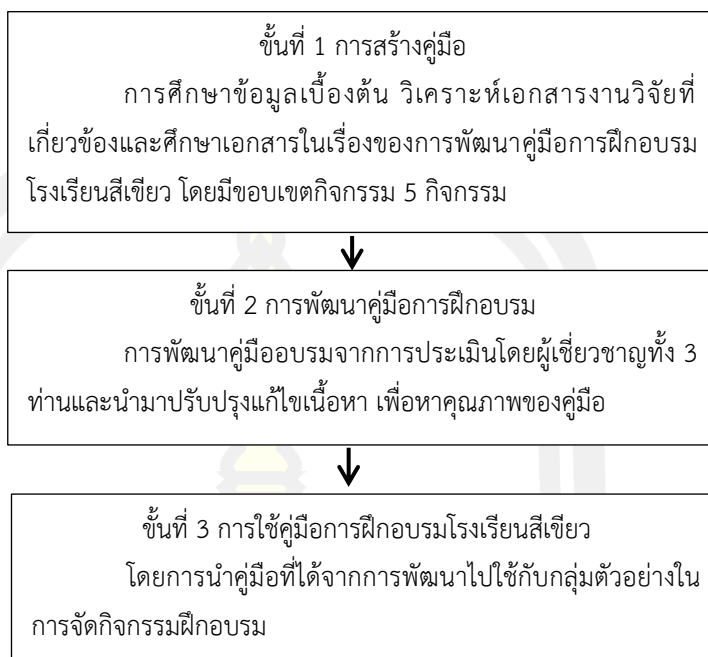 ขั้นที่ 1 การสร้างคู่มือ
การศึกษาข้อมูลเบื้องต้น วิเคราะห์เอกสารงานวิจัยที่
เกี่ยวข้องและศึกษาเอกสารในเรื่องของการพัฒนาคู่มือการฝึกอบรม
โรงเรียนสีเขียว โดยมีขอบเขตกิจกรรม 5 กิจกรรม
ขั้นที่ 2 การพัฒนาคู่มือการฝึกอบรม
การพัฒนาคู่มืออบรมจากการประเมินโดยผู้เชี่ยวชาญทั้ง 3
ท่านและนำมาปรับปรุงแก้ไขเนื้อหา เพื่อหาคุณภาพของคู่มือ
ขั้นที่ 3 การใช้คู่มือการฝึกอบรมโรงเรียนสีเขียว
โดยการนำคู่มือที่ได้จากการพัฒนาไปใช้กับกลุ่มตัวอย่างใน
การจัดกิจกรรมฝึกอบรม